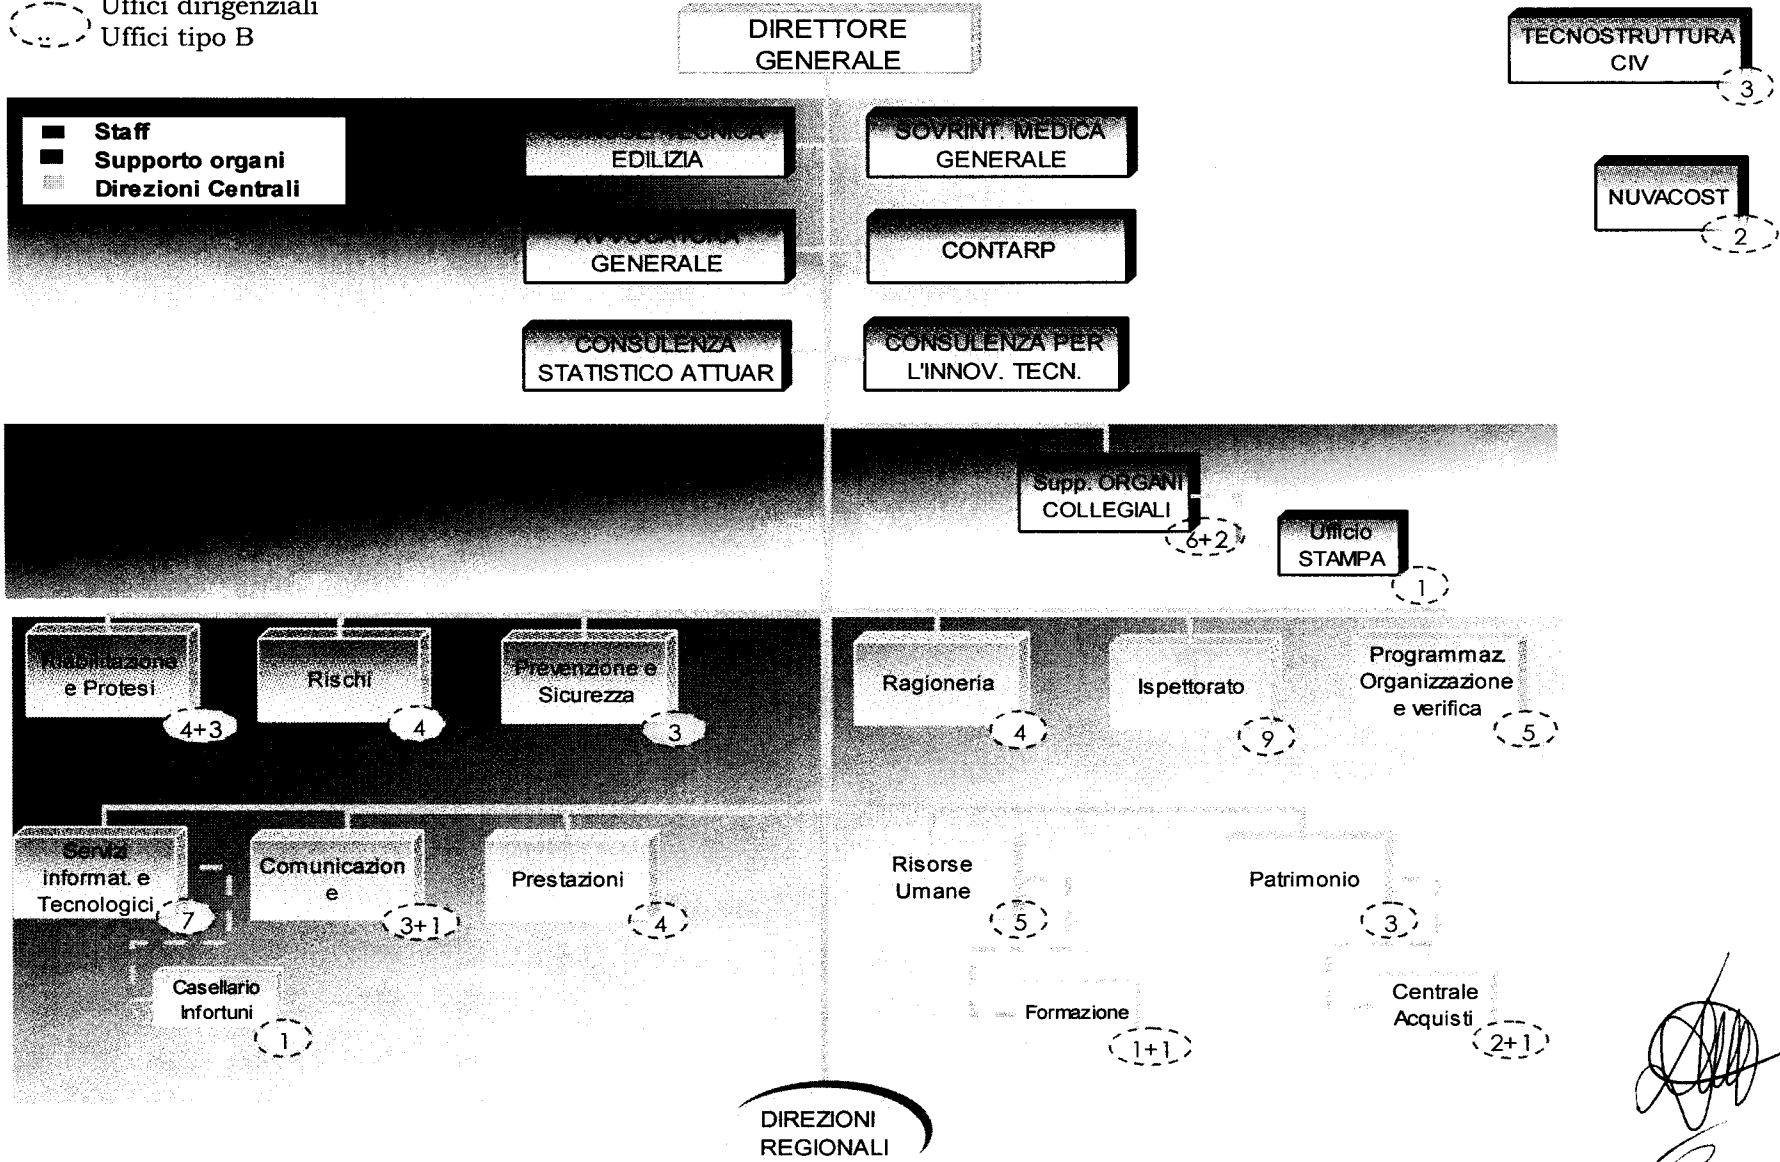 Uffici dirigenziali
Uffici tipo B
DIRETTORE
GENERALE
TECNOSTRUTTURA
CIV
3
NUVACOST
2
Staff
Supporto organi
Direzioni Centrali
TECNICA
EDILIZIA
SOVRINT. MEDICA
GENERALE
AVVOCATURA
GENERALE
CONTARP
CONSULENZA
STATISTICO ATTUAR
CONSULENZA PER
L'INNOV. TECN.
Supp. ORGANI
COLLEGIALI
6+2
Ufficio
STAMPA
1
Riabilitazione
e Protesi
4+3
Rischi
4
Prevenzione e
Sicurezza
3
Ragioneria
4
Ispettorato
9
Programmaz.
Organizzazione
e verifica
5
Servizi
informat. e
Tecnologici
7
Comunicazion
e
3+1
Prestazioni
4
Risorse
Umane
5
Patrimonio
3
Casellario
Infortuni
1
Formazione
1+1
Centrale
Acquisti
2+1
DIREZIONI
REGIONALI